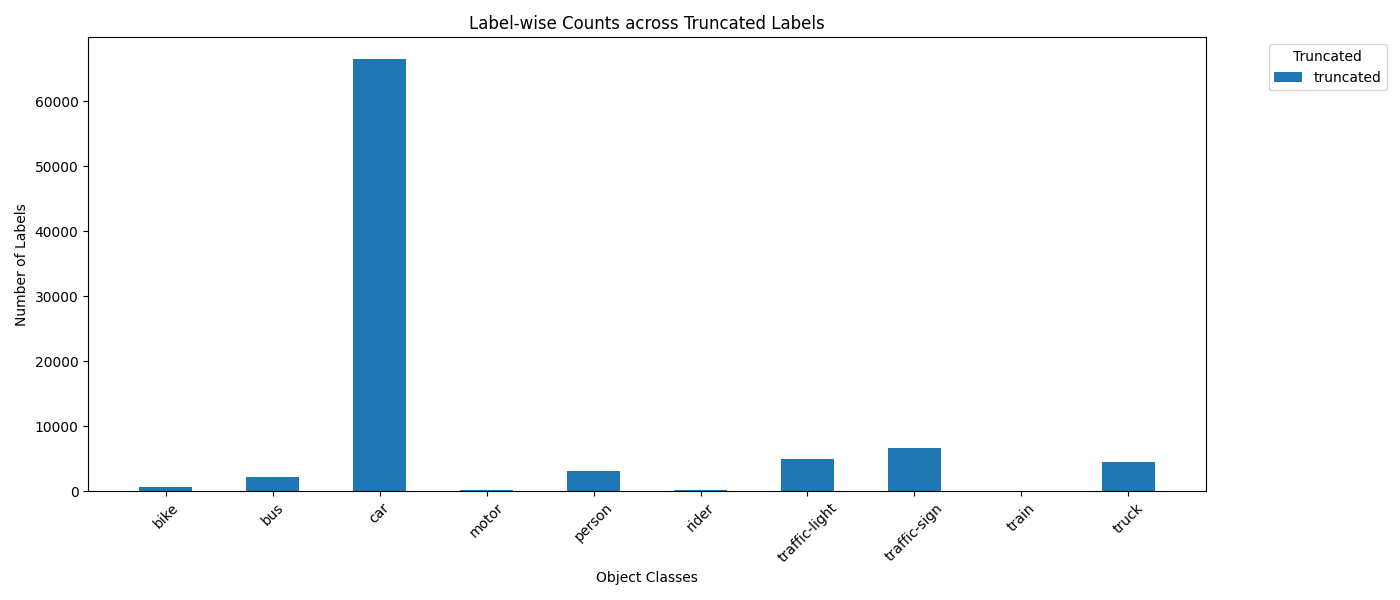 Label-wise Counts across Truncated Labels
Truncated
truncated
Number of Labels
60000
50000
40000
30000
20000
10000
0
bike
bus
car
motor
person
rider
traffic-light
traffic-sign
train
truck
Object Classes